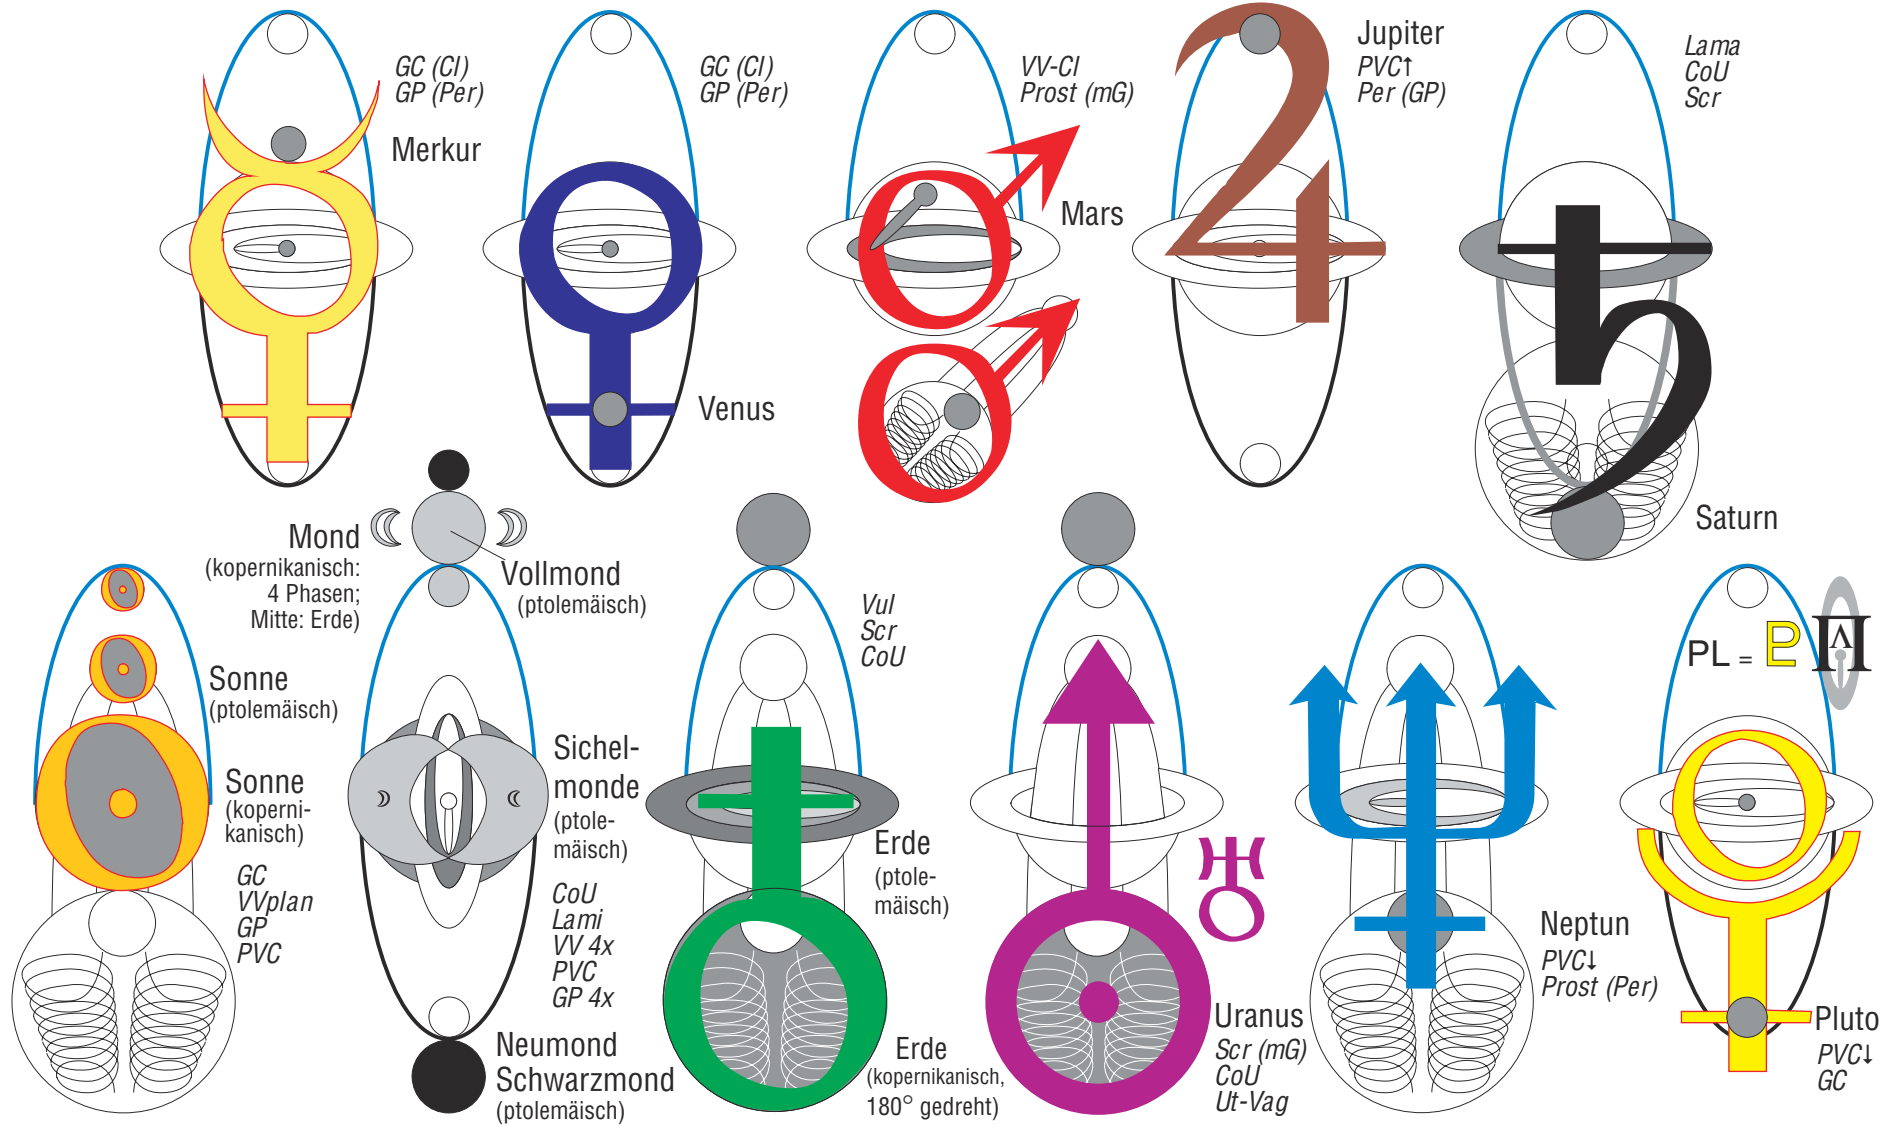 GC (Cl)
GP (Per)
Merkur
GC (Cl)
GP (Per)
Venus
VV-Cl
Prost (mG)
Mars
Jupiter
PVC↑
Per (GP)
Lama
CoU
Scr
Saturn
Mond
(kopernikanisch:
4 Phasen;
Mitte: Erde)
Vollmond
(ptolemäisch)
Sonne
(ptolemäisch)
Sonne
(koperni-
kanisch)
GC
VVplan
GP
PVC
Sichel-
monde
(ptole-
mäisch)
CoU
Lami
VV 4x
PVC
GP 4x
Neumond
Schwarzmond
(ptolemäisch)
Vul
Scr
CoU
Erde
(ptole-
mäisch)
Erde
(kopernikanisch,
180° gedreht)
Uranus
Scr (mG)
CoU
Ut-Vag
Neptun
PVC↓
Prost (Per)
PL =
Pluto
PVC↓
GC